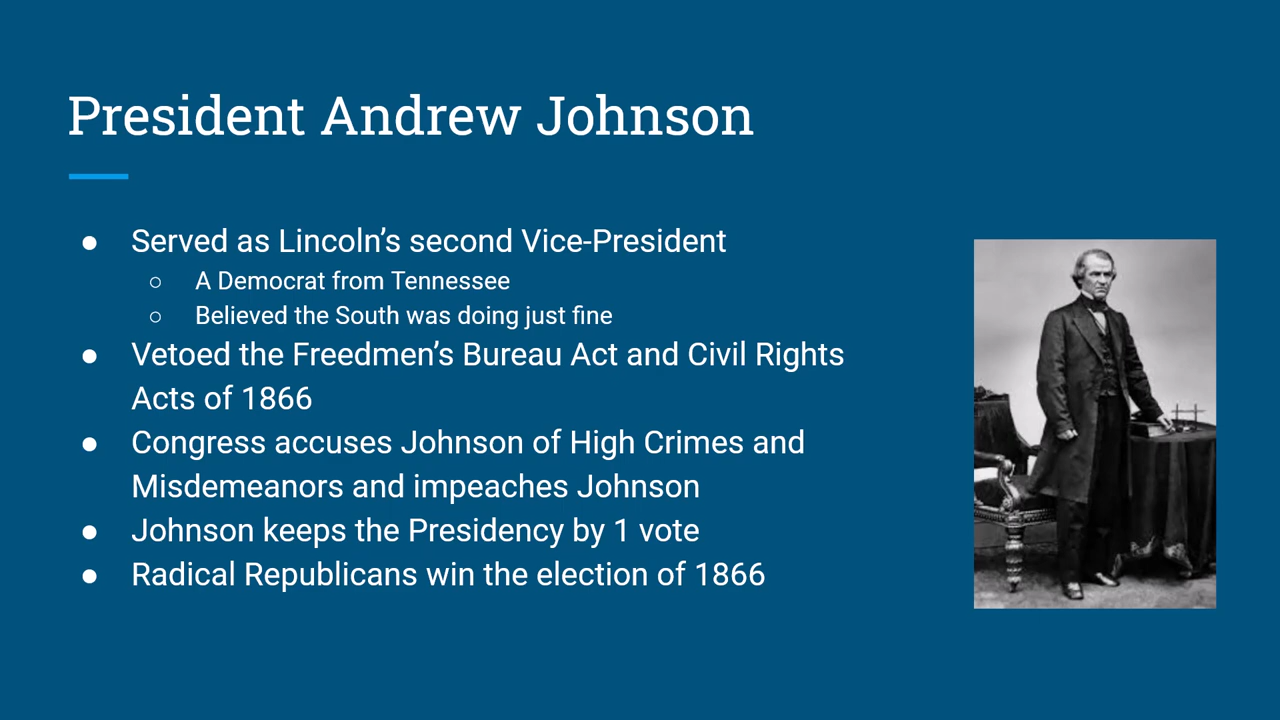 President Andrew Johnson
● Served as Lincoln’s second Vice-President
○ A Democrat from Tennessee
○ Believed the South was doing just fine
● Vetoed the Freedmen’s Bureau Act and Civil Rights
Acts of 1866
● Congress accuses Johnson of High Crimes and
Misdemeanors and impeaches Johnson
● Johnson keeps the Presidency by 1 vote
● Radical Republicans win the election of 1866